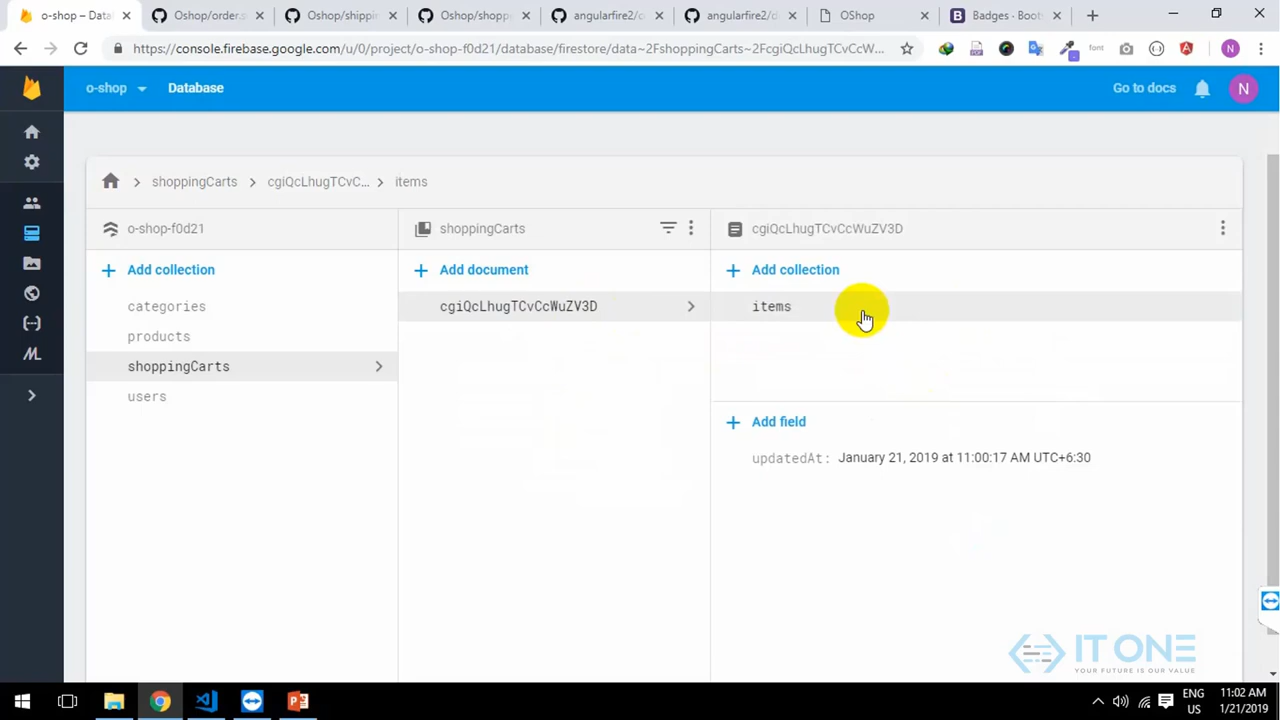 o-shop – Data
Oshop/order.s
Oshop/shippin
Oshop/shoppe
angularfire2/c
angularfire2/d
OShop
Badges · Boots
https://console.firebase.google.com/u/0/project/o-shop-f0d21/database/firestore/data~2FshoppingCarts~2FcgiQcLhugTCvCcW...
font
N
o-shop
Database
Go to docs
N
shoppingCarts
cgiQcLhugTCvC...
items
o-shop-f0d21
shoppingCarts
cgiQcLhugTCvCcWuZV3D
Add collection
Add document
Add collection
categories
cgiQcLhugTCvCcWuZV3D
items
products
shoppingCarts
users
Add field
updatedAt: January 21, 2019 at 11:00:17 AM UTC+6:30
IT ONE
YOUR FUTURE IS OUR VALUE
ENG
US
11:02 AM
1/21/2019